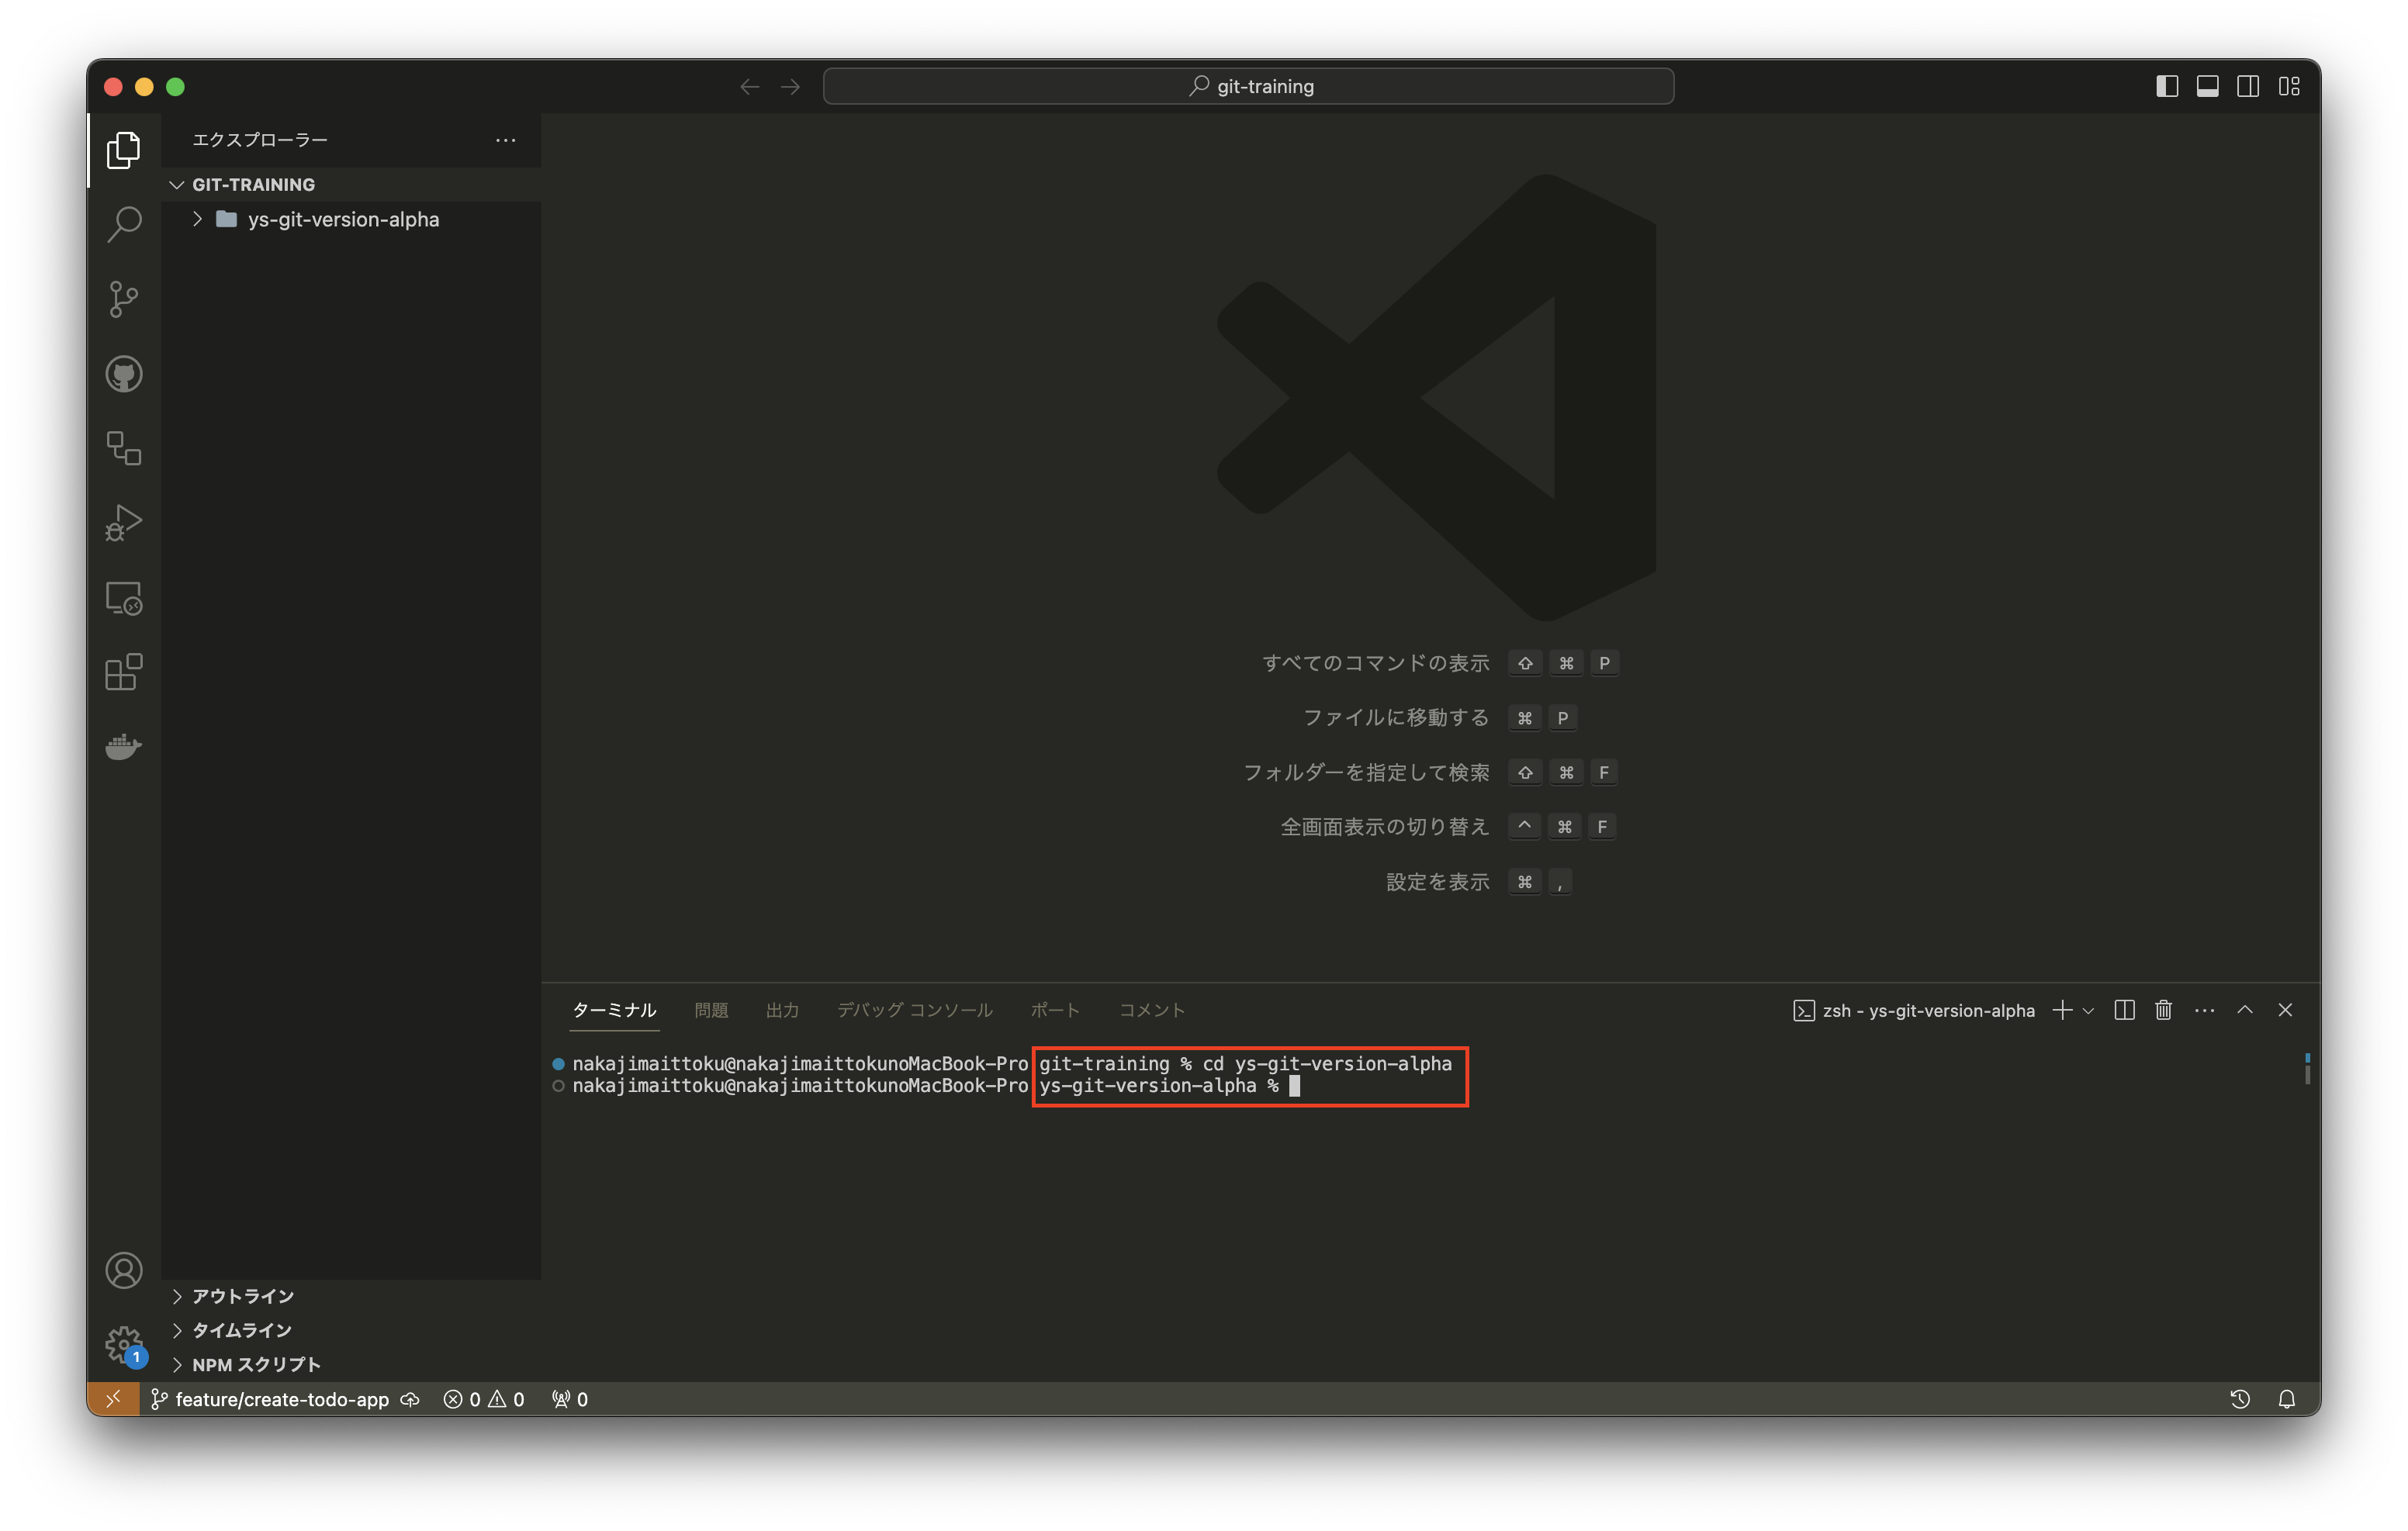 git-training
エクスプローラー
GIT-TRAINING
ys-git-version-alpha
すべてのコマンドの表示 ⇧ ⌘ P
ファイルに移動する ⌘ P
フォルダーを指定して検索 ⇧ ⌘ F
全画面表示の切り替え ^ ⌘ F
設定を表示 ⌘ ,
ターミナル 問題 出力 デバッグ コンソール ポート コメント zsh - ys-git-version-alpha
nakajimaittoku@nakajimaittokunoMacBook-Pro git-training % cd ys-git-version-alpha
nakajimaittoku@nakajimaittokunoMacBook-Pro ys-git-version-alpha %
アウトライン
タイムライン
NPM スクリプト
1
feature/create-todo-app 0 0 0